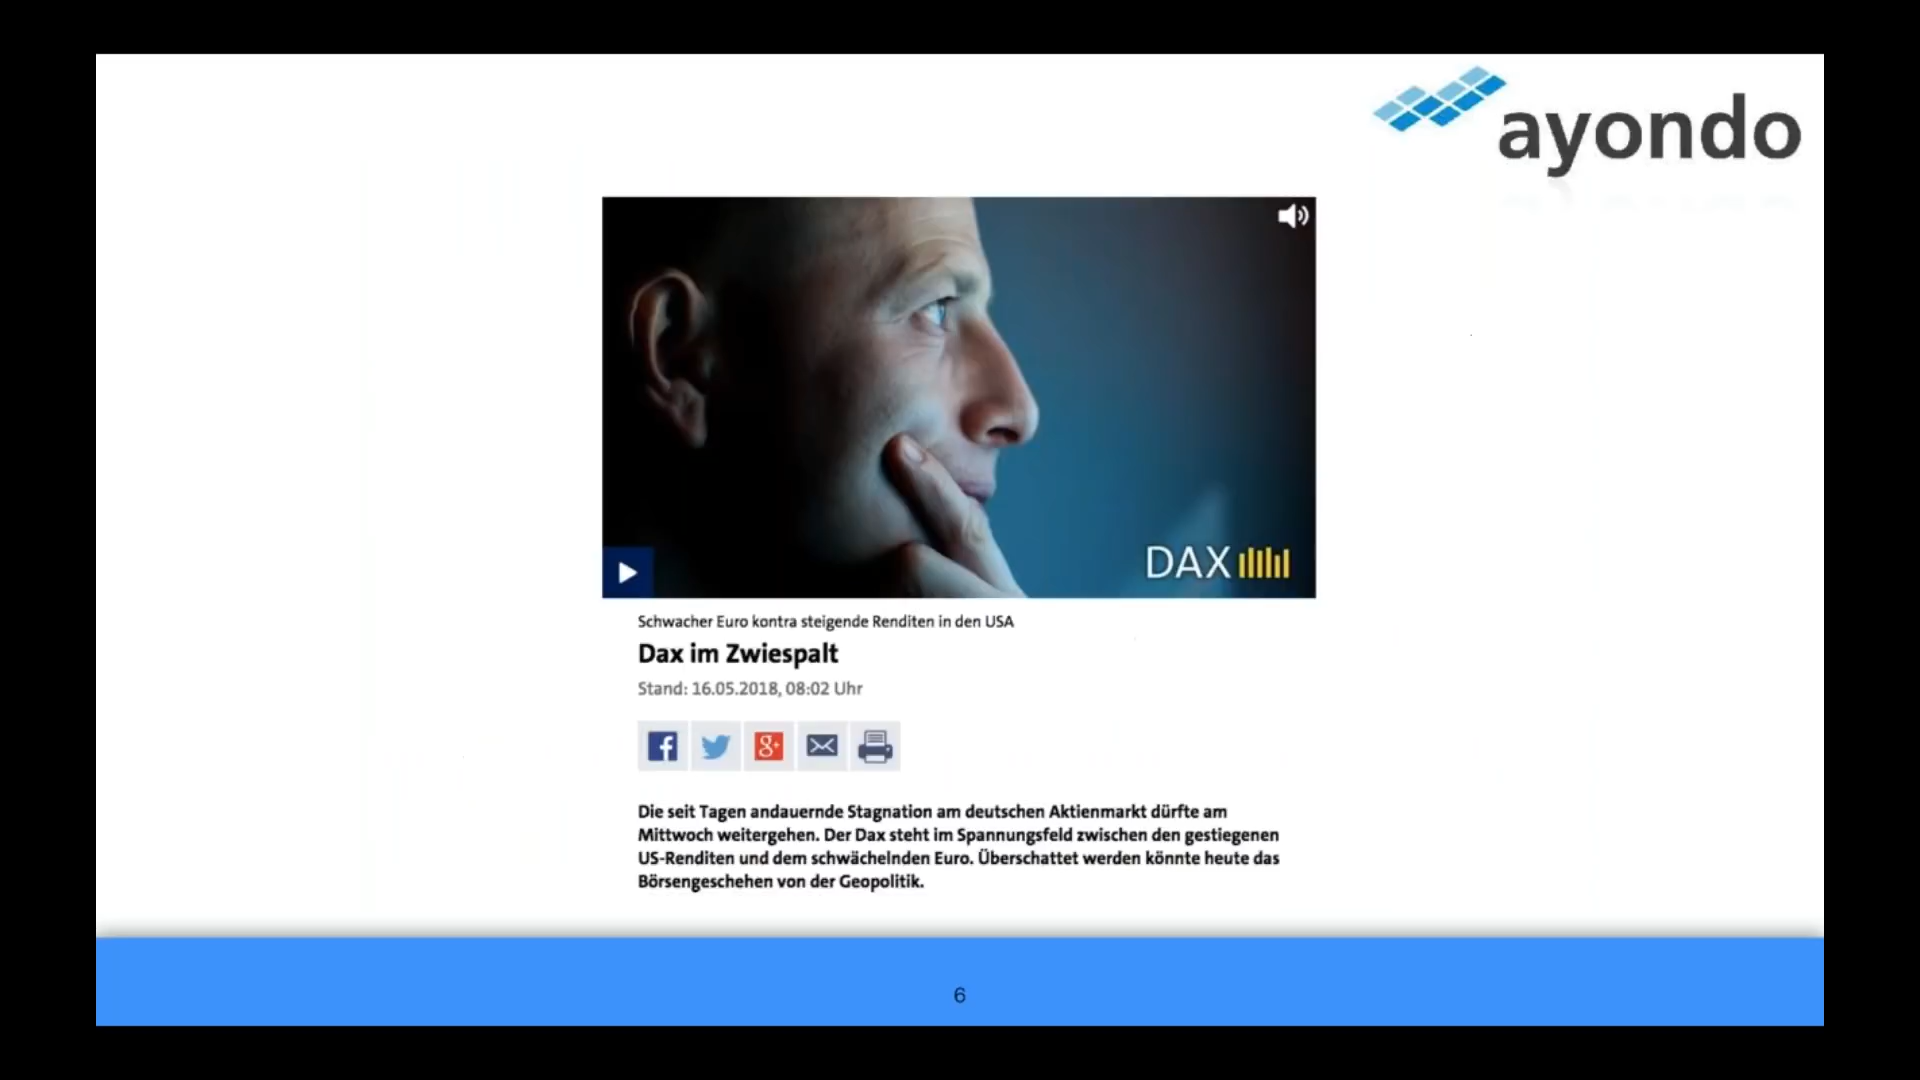 ayondo
DAX
Schwacher Euro kontra steigende Renditen in den USA
Dax im Zwiespalt
Stand: 16.05.2018, 08:02 Uhr
f
g+
Die seit Tagen andauernde Stagnation am deutschen Aktienmarkt dürfte am
Mittwoch weitergehen. Der Dax steht im Spannungsfeld zwischen den gestiegenen
US-Renditen und dem schwächelnden Euro. Überschattet werden könnte heute das
Börsengeschehen von der Geopolitik.
6